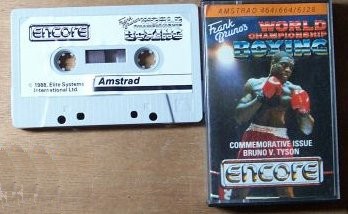 ENCORE
Frank Bruno's
WORLD
CHAMPIONSHIP
BOXING
© 1988, Elite Systems
International Ltd.
Amstrad
AMSTRAD 464/664/6128
Frank
Bruno's
WORLD
CHAMPIONSHIP
BOXING
COMMEMORATIVE ISSUE
BRUNO V. TYSON
ENCORE